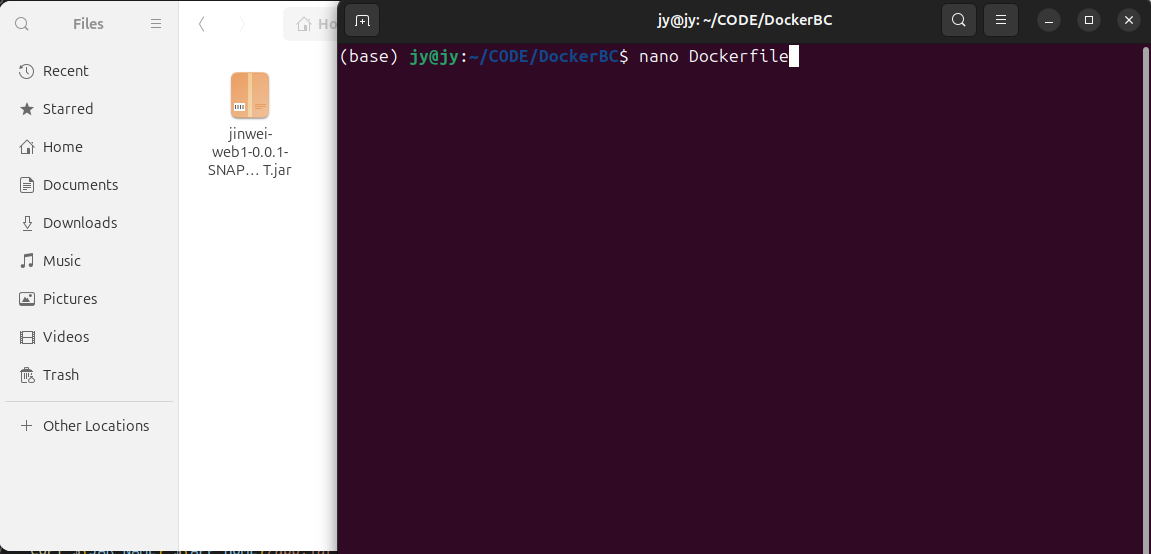 Files
Recent
Starred
Home
Documents
Downloads
Music
Pictures
Videos
Trash
Other Locations
Ho
jinwei-
web1-0.0.1-
SNAP… T.jar
jy@jy: ~/CODE/DockerBC
(base) jy@jy:~/CODE/DockerBC$ nano Dockerfile